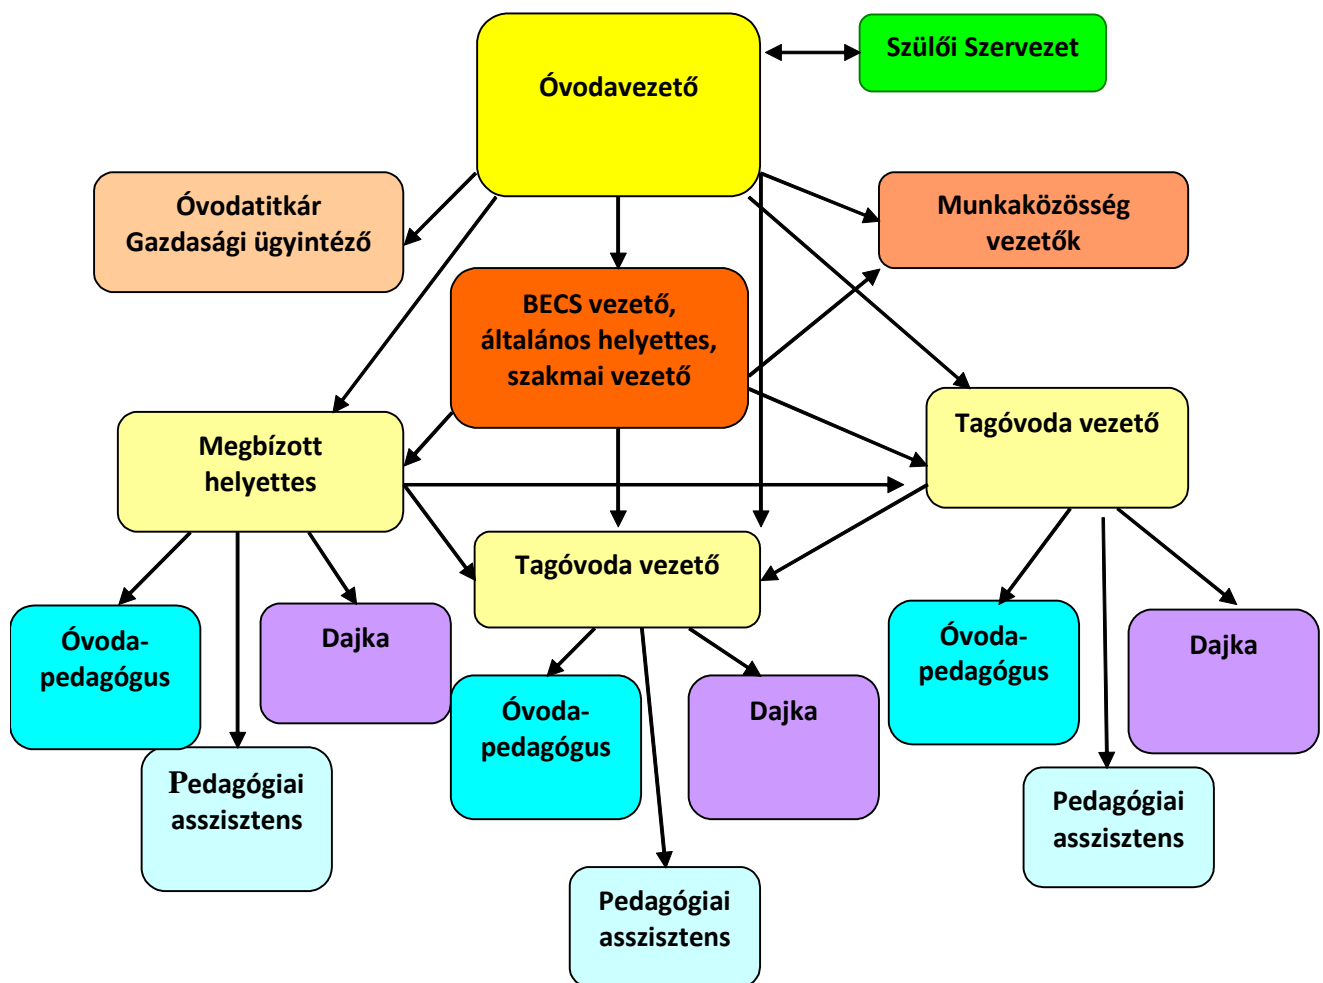 Szülői Szervezet
Óvodavezető
Óvodatitkár
Gazdasági ügyintéző
Munkaközösség
vezetők
BECS vezető,
általános helyettes,
szakmai vezető
Tagóvoda vezető
Megbízott
helyettes
Tagóvoda vezető
Óvoda-
pedagógus
Dajka
Óvoda-
pedagógus
Dajka
Óvoda-
pedagógus
Dajka
Pedagógiai
asszisztens
Pedagógiai
asszisztens
Pedagógiai
asszisztens